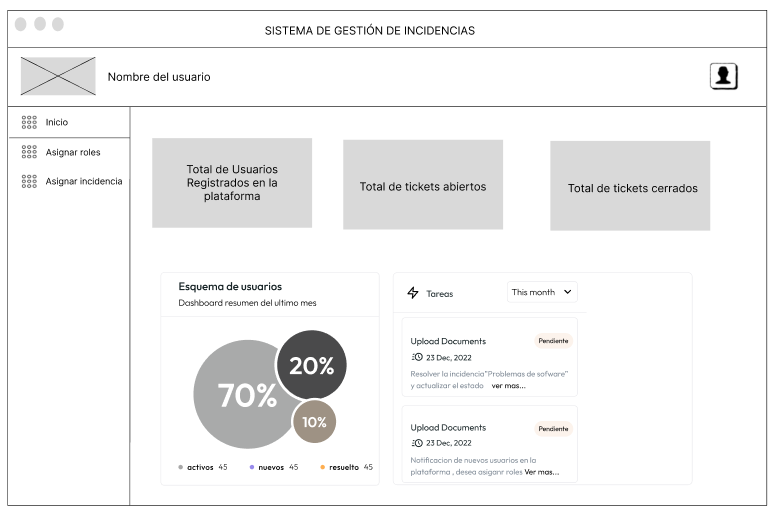 SISTEMA DE GESTIÓN DE INCIDENCIAS
Nombre del usuario
Inicio
Asignar roles
Asignar incidencia
Total de Usuarios
Registrados en la
plataforma
Total de tickets abiertos
Total de tickets cerrados
Esquema de usuarios
Dashboard resumen del ultimo mes
70%
20%
10%
activos 45 nuevos 45 resuelto 45
Tareas
This month
Upload Documents
Pendiente
23 Dec, 2022
Resolver la incidencia"Problemas de sofware"
y actualizar el estado ver mas...
Upload Documents
Pendiente
23 Dec, 2022
Notificacion de nuevos usuarios en la
plataforma , desea asiganr roles Ver mas...